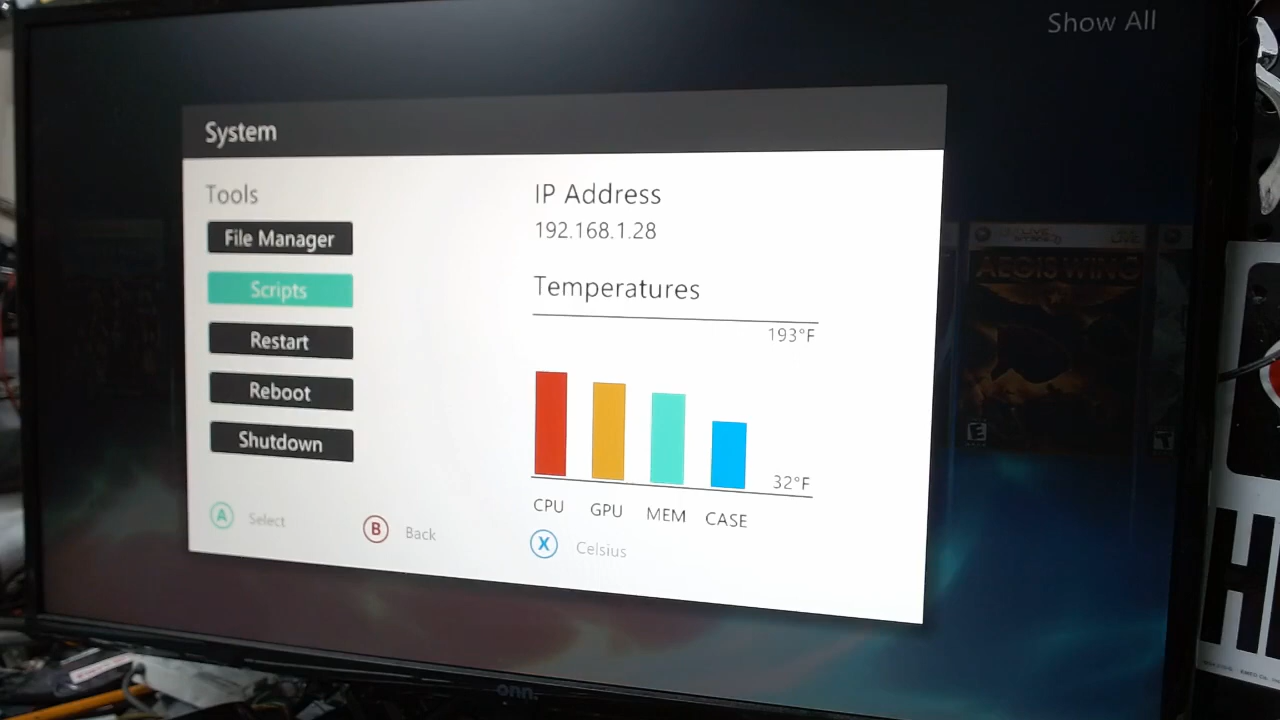 Show All
System
Tools
File Manager
Scripts
Restart
Reboot
Shutdown
A Select
B Back
IP Address
192.168.1.28
Temperatures
193°F
32°F
CPU GPU MEM CASE
X Celsius
AEGIS WING
E
T
onn.
H